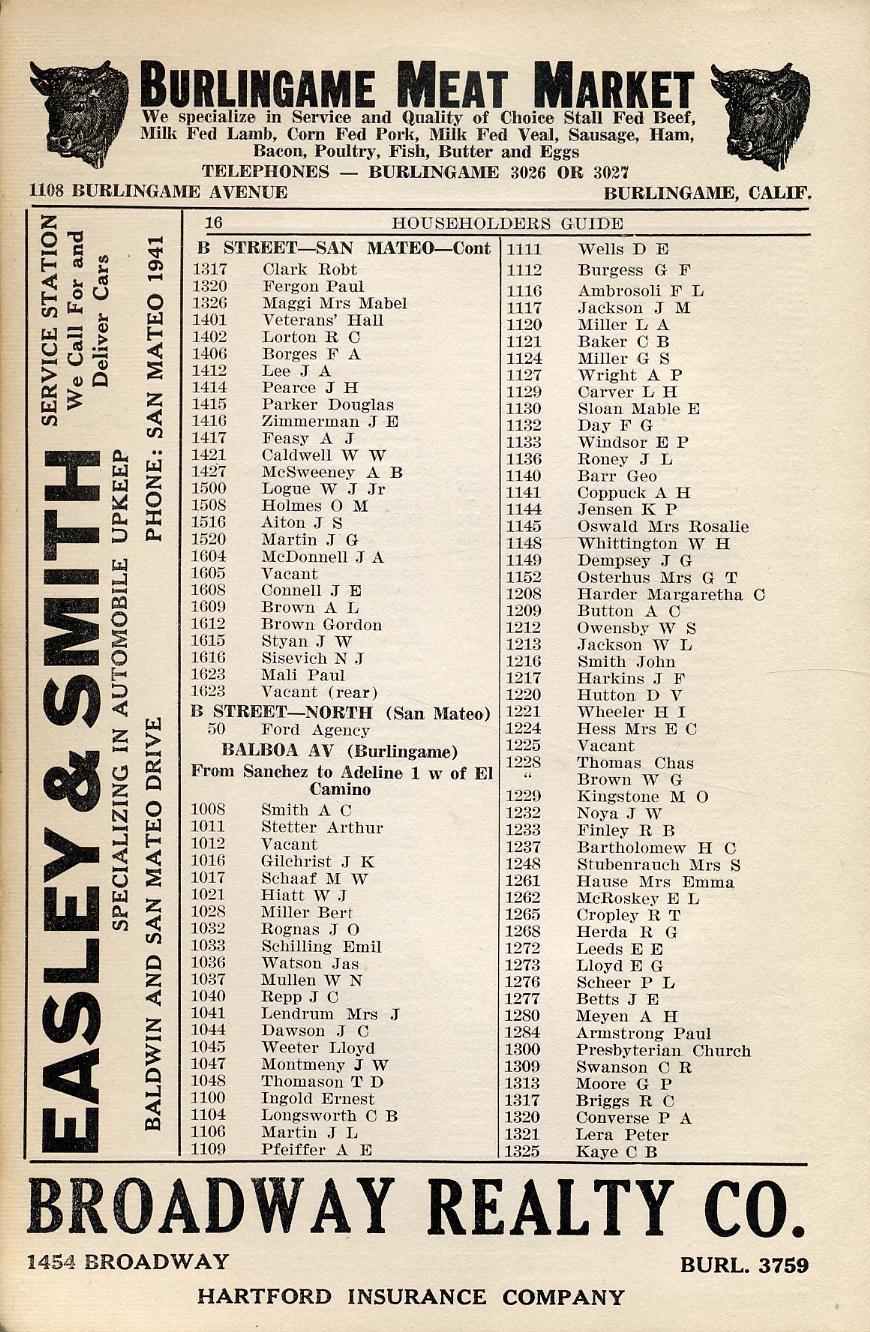 BURLINGAME MEAT MARKET
We specialize in Service and Quality of Choice Stall Fed Beef,
Milk Fed Lamb, Corn Fed Pork, Milk Fed Veal, Sausage, Ham,
Bacon, Poultry, Fish, Butter and Eggs
TELEPHONES — BURLINGAME 3026 OR 3027
1108 BURLINGAME AVENUE BURLINGAME, CALIF.
EASLEY & SMITH
SERVICE STATION
We Call For and
Deliver Cars
SPECIALIZING IN AUTOMOBILE UPKEEP
BALDWIN AND SAN MATEO DRIVE PHONE: SAN MATEO 1941
16 HOUSEHOLDERS GUIDE
B STREET—SAN MATEO—Cont
1317 Clark Robt
1320 Fergon Paul
1326 Maggi Mrs Mabel
1401 Veterans' Hall
1402 Lorton R C
1406 Borges F A
1412 Lee J A
1414 Pearce J H
1415 Parker Douglas
1416 Zimmerman J E
1417 Feasy A J
1421 Caldwell W W
1427 McSweeney A B
1500 Logue W J Jr
1508 Holmes O M
1516 Aiton J S
1520 Martin J G
1604 McDonnell J A
1605 Vacant
1608 Connell J E
1609 Brown A L
1612 Brown Gordon
1615 Styan J W
1616 Sisevich N J
1623 Mali Paul
1623 Vacant (rear)
B STREET—NORTH (San Mateo)
50 Ford Agency
BALBOA AV (Burlingame)
From Sanchez to Adeline 1 w of El
Camino
1008 Smith A C
1011 Stetter Arthur
1012 Vacant
1016 Gilchrist J K
1017 Schaaf M W
1021 Hiatt W J
1028 Miller Bert
1032 Rognas J O
1033 Schilling Emil
1036 Watson Jas
1037 Mullen W N
1040 Repp J C
1041 Lendrum Mrs J
1044 Dawson J C
1045 Weeter Lloyd
1047 Montmeny J W
1048 Thomason T D
1100 Ingold Ernest
1104 Longsworth C B
1106 Martin J L
1109 Pfeiffer A E
1111 Wells D E
1112 Burgess G F
1116 Ambrosoli F L
1117 Jackson J M
1120 Miller L A
1121 Baker C B
1124 Miller G S
1127 Wright A P
1129 Carver L H
1130 Sloan Mable E
1132 Day F G
1133 Windsor E P
1136 Roney J L
1140 Barr Geo
1141 Coppuck A H
1144 Jensen K P
1145 Oswald Mrs Rosalie
1148 Whittington W H
1149 Dempsey J G
1152 Osterhus Mrs G T
1208 Harder Margaretha C
1209 Button A C
1212 Owensby W S
1213 Jackson W L
1216 Smith John
1217 Harkins J F
1220 Hutton D V
1221 Wheeler H I
1224 Hess Mrs E C
1225 Vacant
1228 Thomas Chas
“ Brown W G
1229 Kingstone M O
1232 Noya J W
1233 Finley R B
1237 Bartholomew H C
1248 Stubenrauch Mrs S
1261 Hause Mrs Emma
1262 McRoskey E L
1265 Cropley R T
1268 Herda R G
1272 Leeds E E
1273 Lloyd E G
1276 Scheer P L
1277 Betts J E
1280 Meyen A H
1284 Armstrong Paul
1300 Presbyterian Church
1309 Swanson C R
1313 Moore G P
1317 Briggs R C
1320 Converse P A
1321 Lera Peter
1325 Kaye C B
BROADWAY REALTY CO.
1454 BROADWAY BURL. 3759
HARTFORD INSURANCE COMPANY